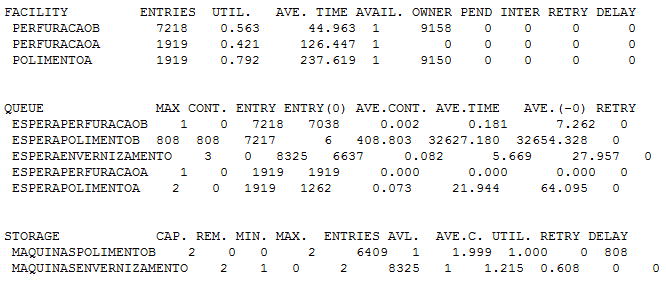 FACILITY ENTRIES UTIL. AVE. TIME AVAIL. OWNER PEND INTER RETRY DELAY
PERFURACAOB 7218 0.563 44.963 1 9158 0 0 0 0
PERFURACAOA 1919 0.421 126.447 1 0 0 0 0 0
POLIMENTOA 1919 0.792 237.619 1 9150 0 0 0 0
QUEUE MAX CONT. ENTRY ENTRY(0) AVE.CONT. AVE.TIME AVE.(-0) RETRY
ESPERAPERFURACAOB 1 0 7218 7038 0.002 0.181 7.262 0
ESPERAPOLIMENTOB 808 808 7217 6 408.803 32627.180 32654.328 0
ESPERAENVERNIZAMENTO 3 0 8325 6637 0.082 5.669 27.957 0
ESPERAPERFURACAOA 1 0 1919 1919 0.000 0.000 0.000 0
ESPERAPOLIMENTOA 2 0 1919 1262 0.073 21.944 64.095 0
STORAGE CAP. REM. MIN. MAX. ENTRIES AVL. AVE.C. UTIL. RETRY DELAY
MAQUINASPOLIMENTOB 2 0 0 2 6409 1 1.999 1.000 0 808
MAQUINASENVERNIZAMENTO 2 1 0 2 8325 1 1.215 0.608 0 0